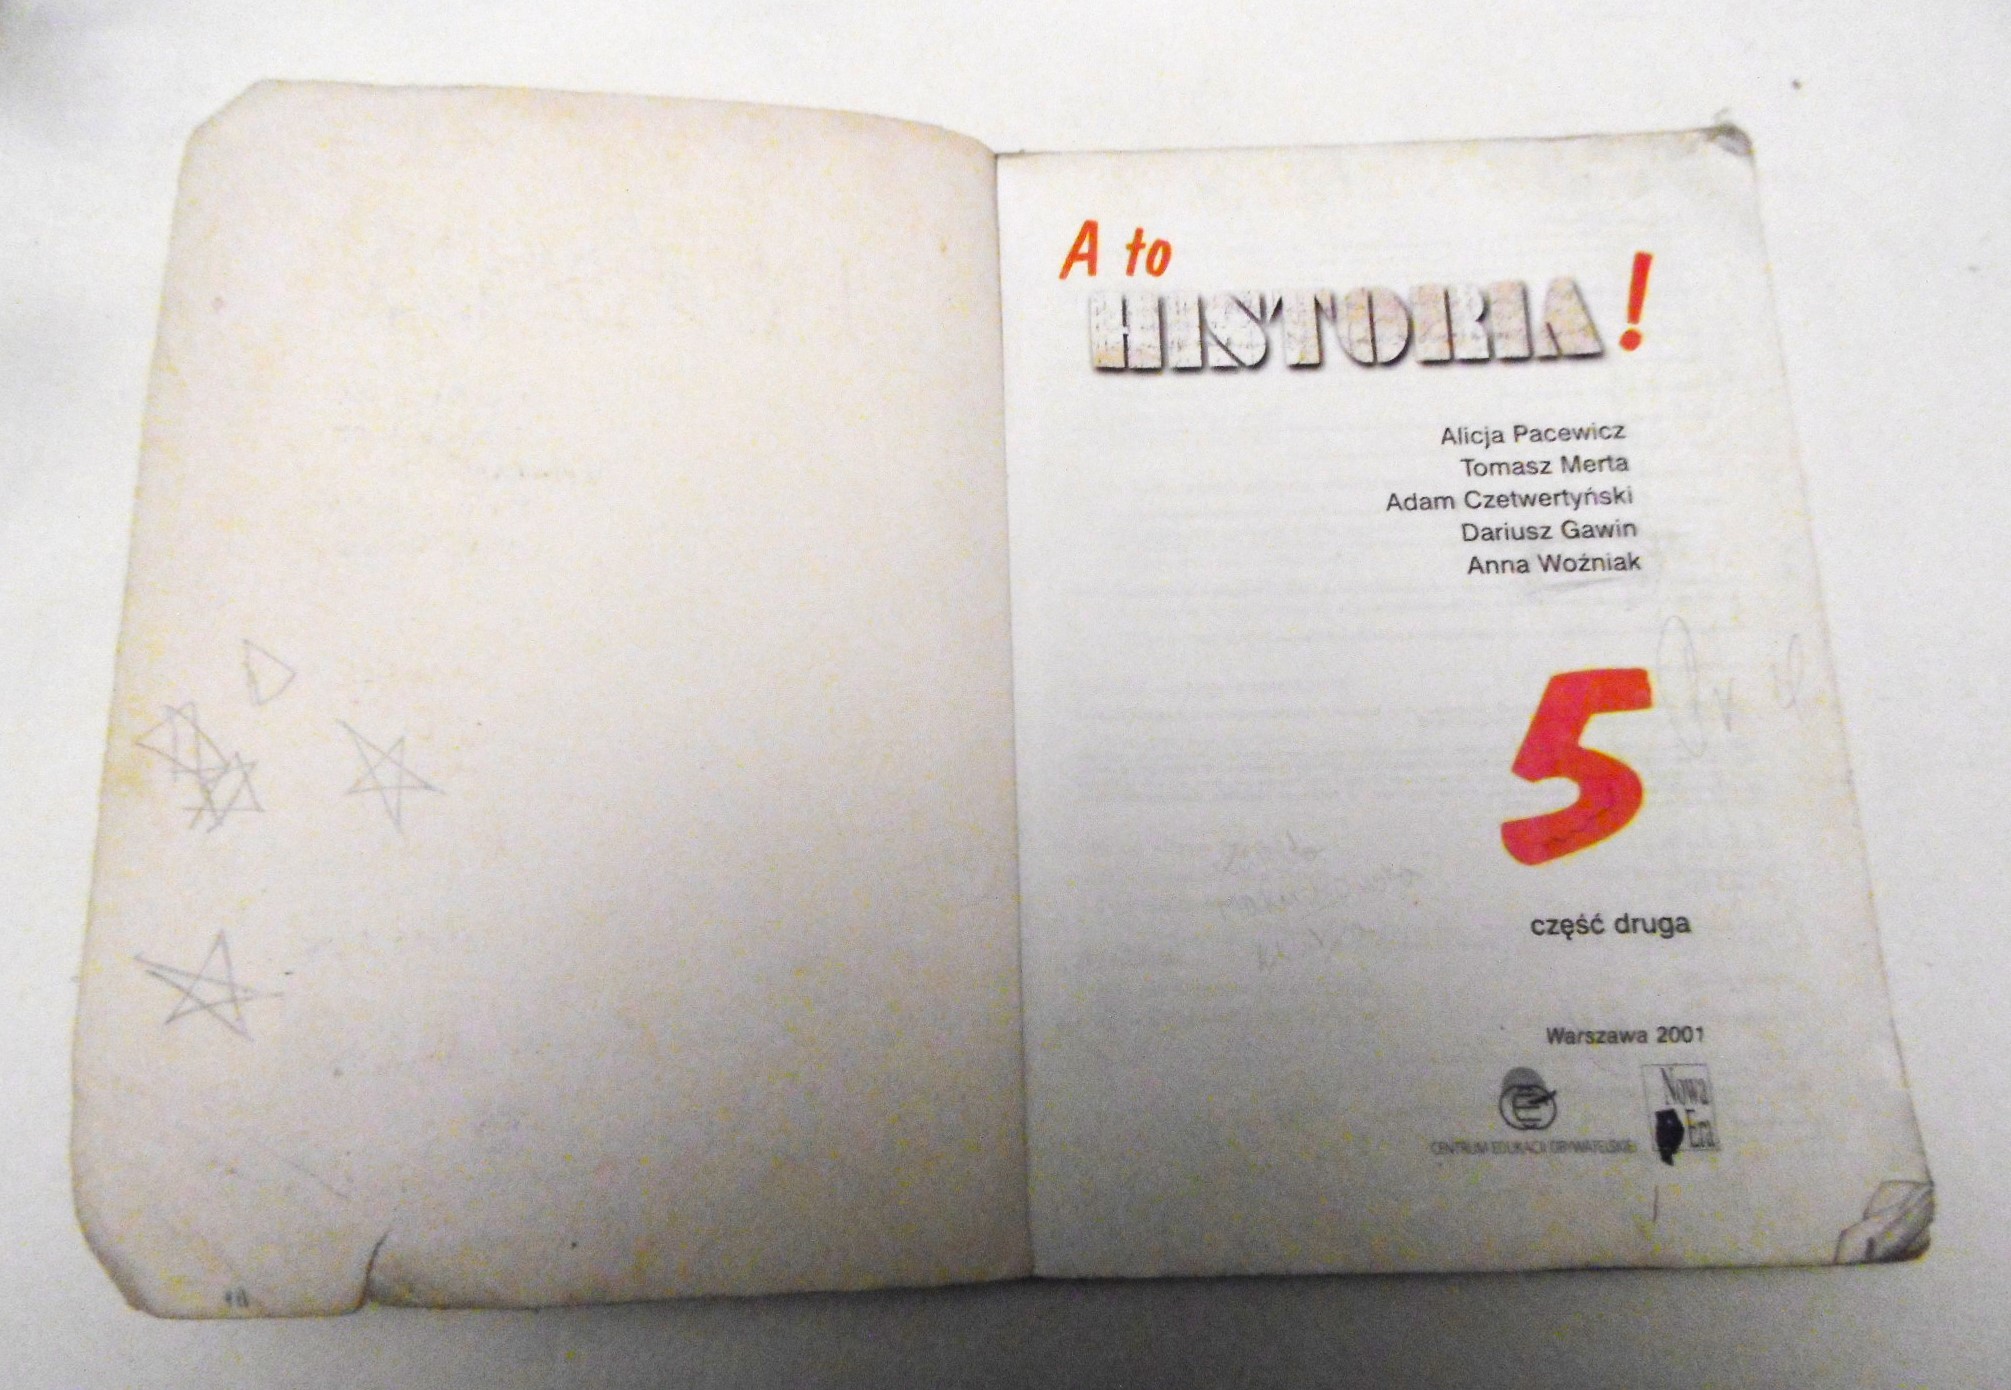 A to
HISTORIA!
Alicja Pacewicz
Tomasz Merta
Adam Czetwertyński
Dariusz Gawin
Anna Woźniak
5
część druga
Warszawa 2001
CENTRUM EDUKACJI OBYWATELSKIEJ
Nowa
Era